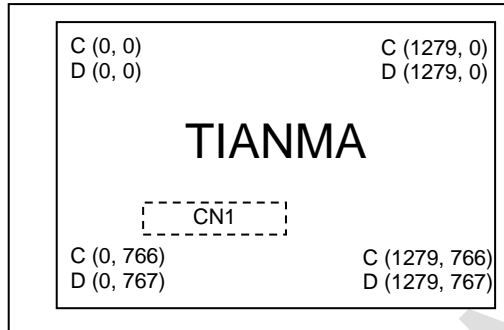 C (0, 0) C (1279, 0)
D (0, 0) D (1279, 0)
TIANMA
CN1
C (0, 766) C (1279, 766)
D (0, 767) D (1279, 767)